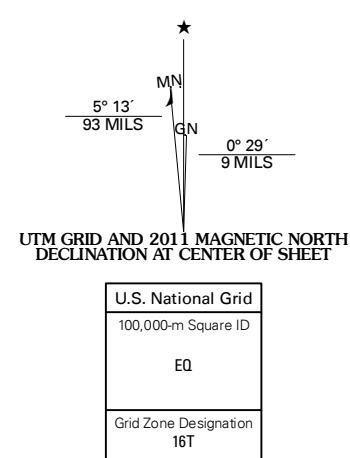 ★
MN
5° 13´
93 MILS
GN
0° 29´
9 MILS
UTM GRID AND 2011 MAGNETIC NORTH
DECLINATION AT CENTER OF SHEET
U.S. National Grid
100,000-m Square ID
EQ
Grid Zone Designation
16T